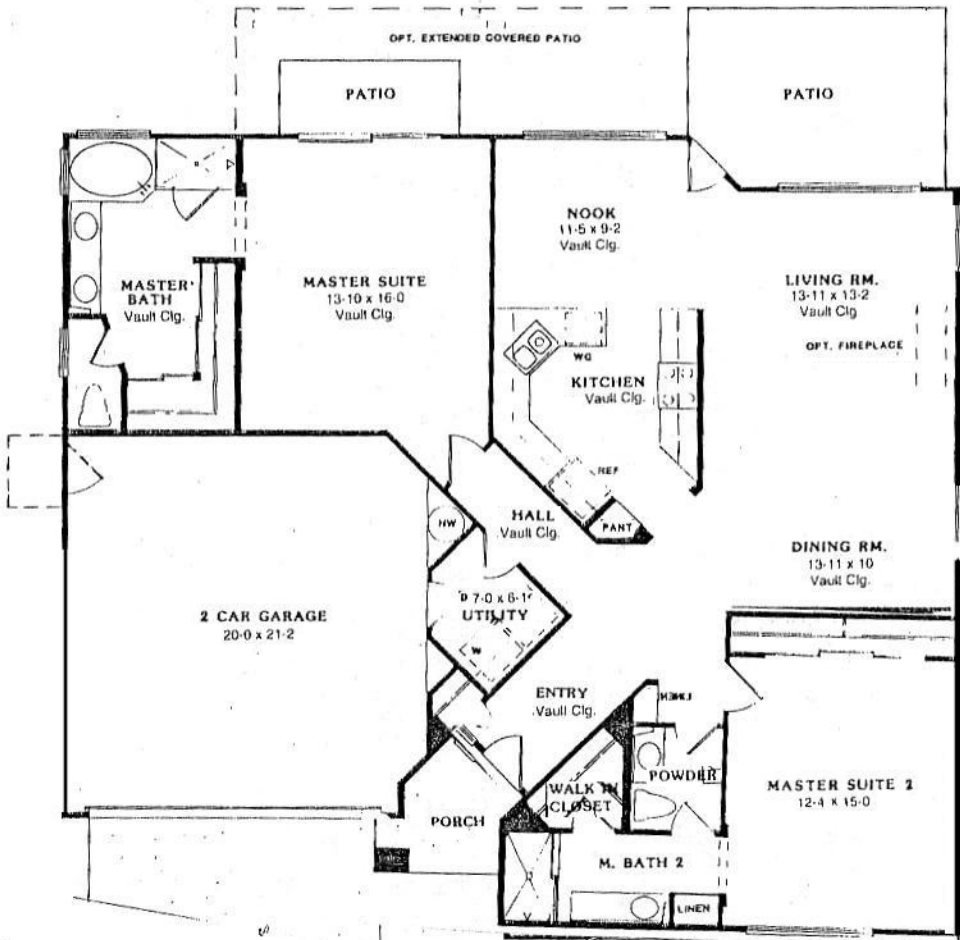 OPT. EXTENDED COVERED PATIO
PATIO
PATIO
NOOK
11-5 x 9-2
Vault Clg.
MASTER
BATH
Vault Clg.
MASTER SUITE
13-10 x 16-0
Vault Clg.
LIVING RM.
13-11 x 13-2
Vault Clg
OPT. FIREPLACE
KITCHEN
Vault Clg.
REF
PANT
HW
HALL
Vault Clg.
DINING RM.
13-11 x 10
Vault Clg.
2 CAR GARAGE
20-0 x 21-2
D 7-0 x 6-1
UTILITY
W
ENTRY
Vault Clg.
LINEN
POWDER
WALK IN
CLOSET
MASTER SUITE 2
12-4 x 15-0
PORCH
M. BATH 2
LINEN